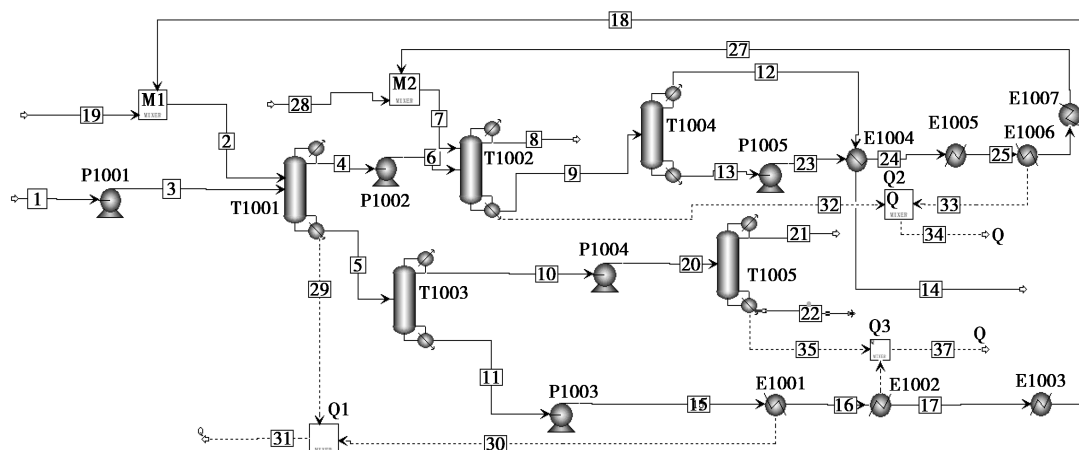 18
27
12
M1
MIXER
M2
MIXER
E1007
19
28
2
7
8
T1004
E1004
E1005
E1006
4
6
T1002
P1005
23
24
25
P1001
P1002
9
13
Q2
Q
MIXER
1
3
T1001
32
33
34
Q
5
P1004
21
29
T1003
10
20
T1005
14
22
Q3
35
MIXER
37
Q
11
P1003
E1001
E1002
E1003
15
16
17
Q1
Q
31
MIXER
30